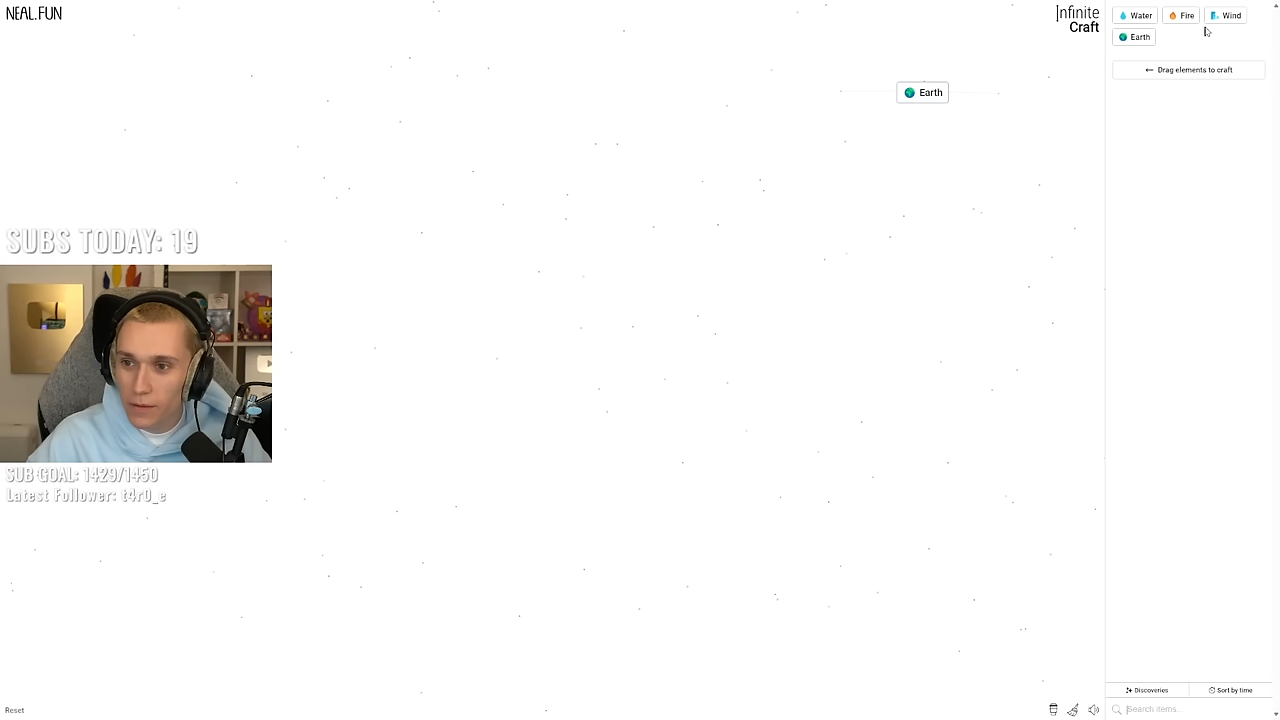 NEAL.FUN
Infinite
Craft
Water
Fire
Wind
Earth
← Drag elements to craft
Earth
SUBS TODAY: 19
SUB GOAL: 1429/1450
Latest Follower: t4r0_e
Reset
Discoveries
Sort by time
Search items...